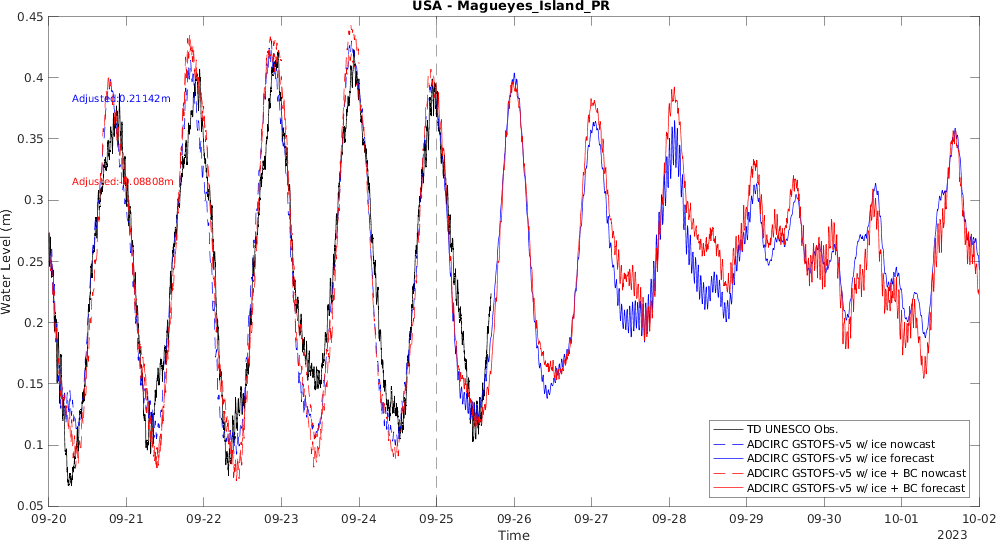 USA - Magueyes_Island_PR
Water Level (m)
0.45
0.4
0.35
0.3
0.25
0.2
0.15
0.1
0.05
Adjusted:0.21142m
Adjusted:-0.08808m
TD UNESCO Obs.
ADCIRC GSTOFS-v5 w/ ice nowcast
ADCIRC GSTOFS-v5 w/ ice forecast
ADCIRC GSTOFS-v5 w/ ice + BC nowcast
ADCIRC GSTOFS-v5 w/ ice + BC forecast
09-20 09-21 09-22 09-23 09-24 09-25 09-26 09-27 09-28 09-29 09-30 10-01 10-02
Time
2023